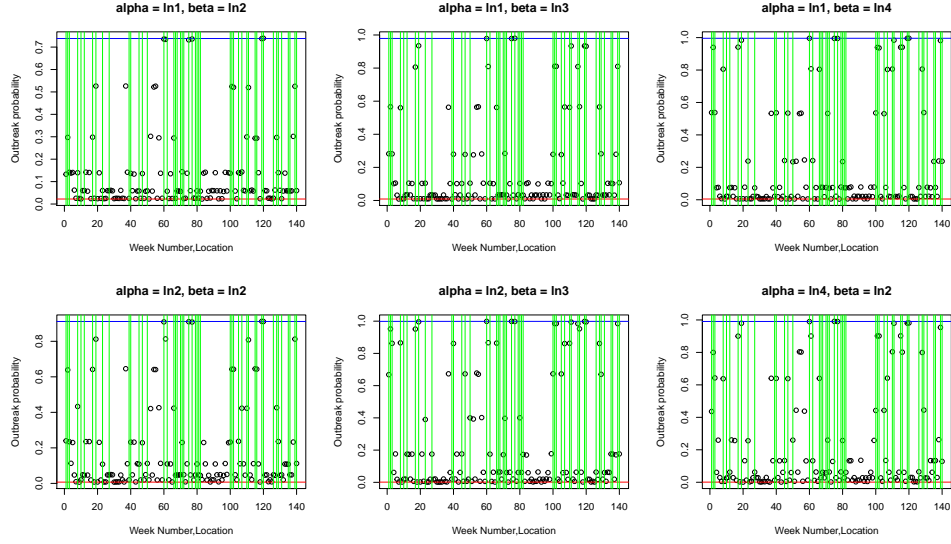 alpha = ln1, beta = ln2
alpha = ln1, beta = ln3
alpha = ln1, beta = ln4
Outbreak probability
0.0 0.1 0.2 0.3 0.4 0.5 0.6 0.7
0 20 40 60 80 100 120 140
Week Number,Location
Outbreak probability
0.0 0.2 0.4 0.6 0.8 1.0
0 20 40 60 80 100 120 140
Week Number,Location
Outbreak probability
0.0 0.2 0.4 0.6 0.8 1.0
0 20 40 60 80 100 120 140
Week Number,Location
alpha = ln2, beta = ln2
alpha = ln2, beta = ln3
alpha = ln4, beta = ln2
Outbreak probability
0.0 0.2 0.4 0.6 0.8
0 20 40 60 80 100 120 140
Week Number,Location
Outbreak probability
0.0 0.2 0.4 0.6 0.8 1.0
0 20 40 60 80 100 120 140
Week Number,Location
Outbreak probability
0.0 0.2 0.4 0.6 0.8 1.0
0 20 40 60 80 100 120 140
Week Number,Location